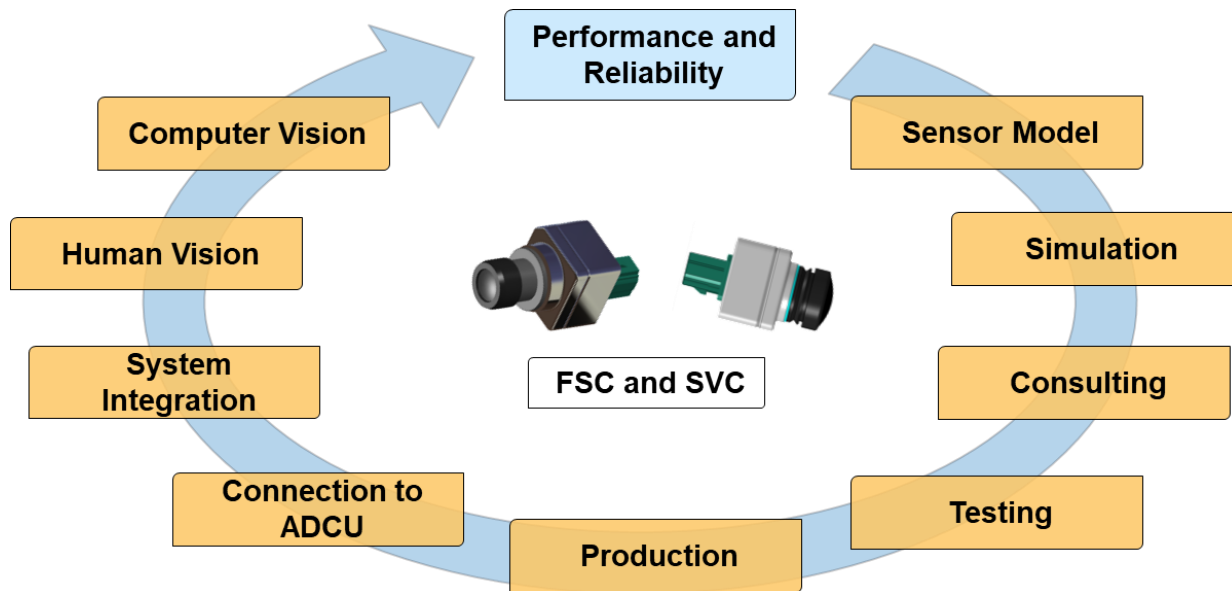 Performance and
Reliability
Computer Vision
Sensor Model
Human Vision
Simulation
System
Integration
FSC and SVC
Consulting
Connection to
ADCU
Testing
Production